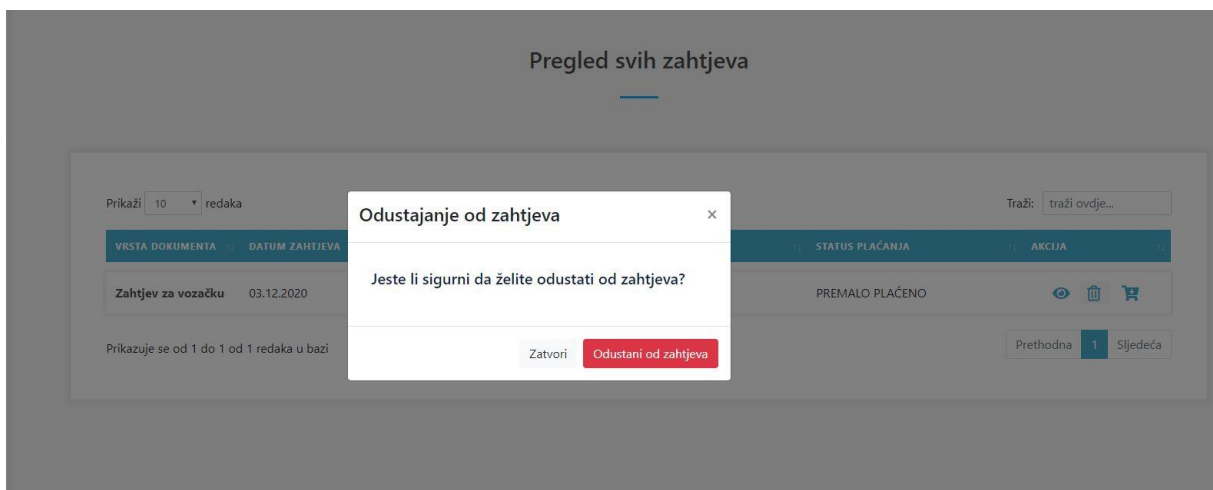 Pregled svih zahtjeva
Prikaži 10 redaka
Traži: traži ovdje...
Odustajanje od zahtjeva ×
VRSTA DOKUMENTA DATUM ZAHTJEVA STATUS PLAĆANJA AKCIJA
Jeste li sigurni da želite odustati od zahtjeva?
Zahtjev za vozačku 03.12.2020 PREMALO PLAĆENO
Prikazuje se od 1 do 1 od 1 redaka u bazi
Prethodna 1 Sljedeća
Zatvori Odustani od zahtjeva